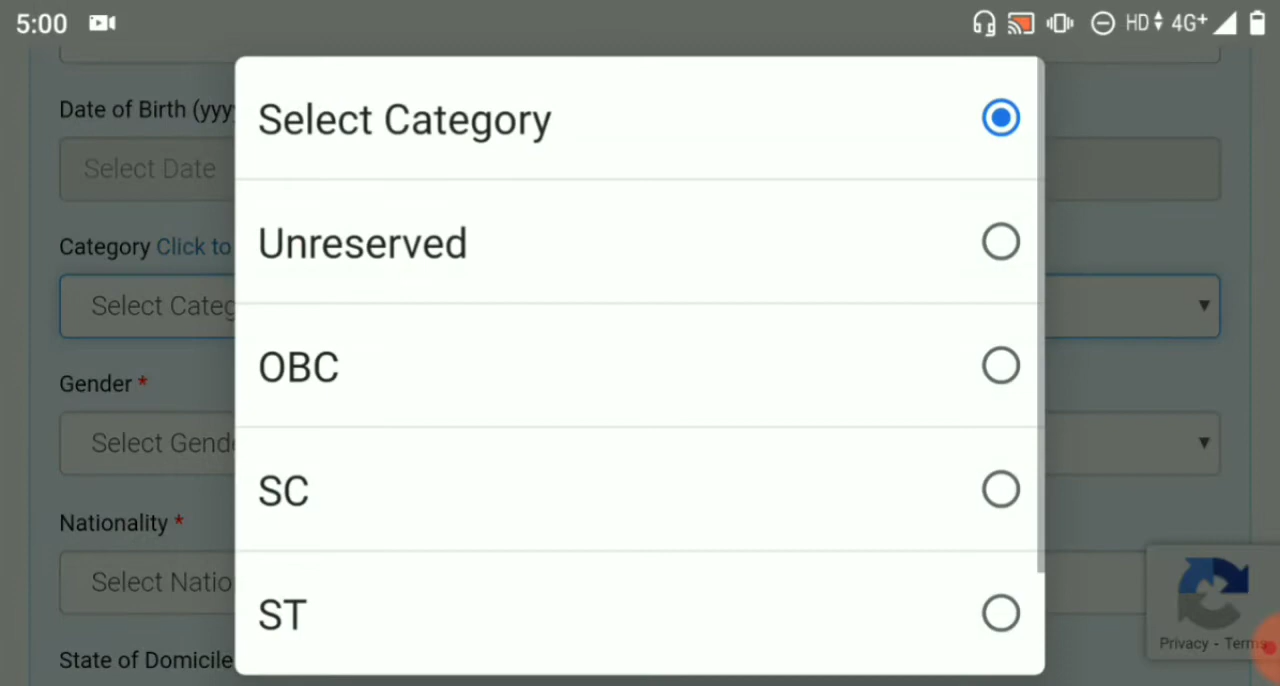 5:00 HD 4G+
Date of Birth (yyy
Select Date
Category Click to
Select Categ
Gender *
Select Gend
Nationality *
Select Natio
State of Domicile
Select Category
Unreserved
OBC
SC
ST
Privacy - Terms